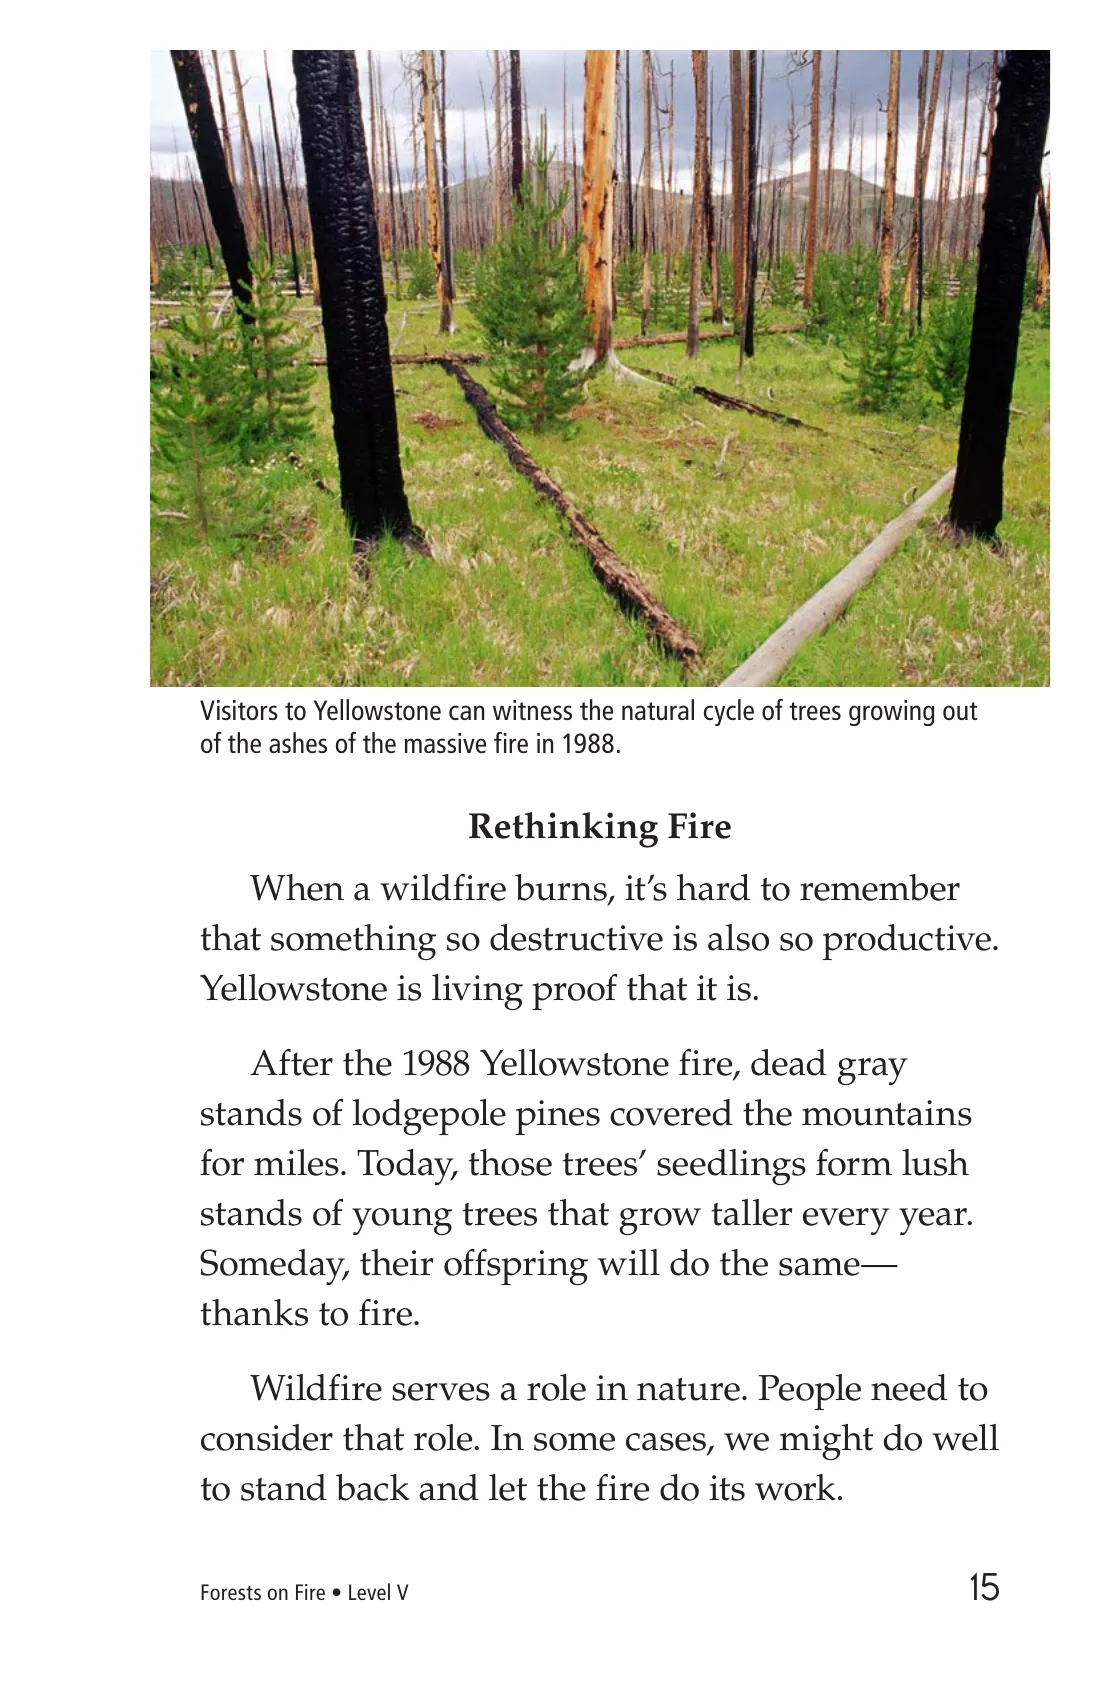 Visitors to Yellowstone can witness the natural cycle of trees growing out
of the ashes of the massive fire in 1988.
Rethinking Fire
When a wildfire burns, it’s hard to remember
that something so destructive is also so productive.
Yellowstone is living proof that it is.
After the 1988 Yellowstone fire, dead gray
stands of lodgepole pines covered the mountains
for miles. Today, those trees’ seedlings form lush
stands of young trees that grow taller every year.
Someday, their offspring will do the same—
thanks to fire.
Wildfire serves a role in nature. People need to
consider that role. In some cases, we might do well
to stand back and let the fire do its work.
Forests on Fire • Level V
15